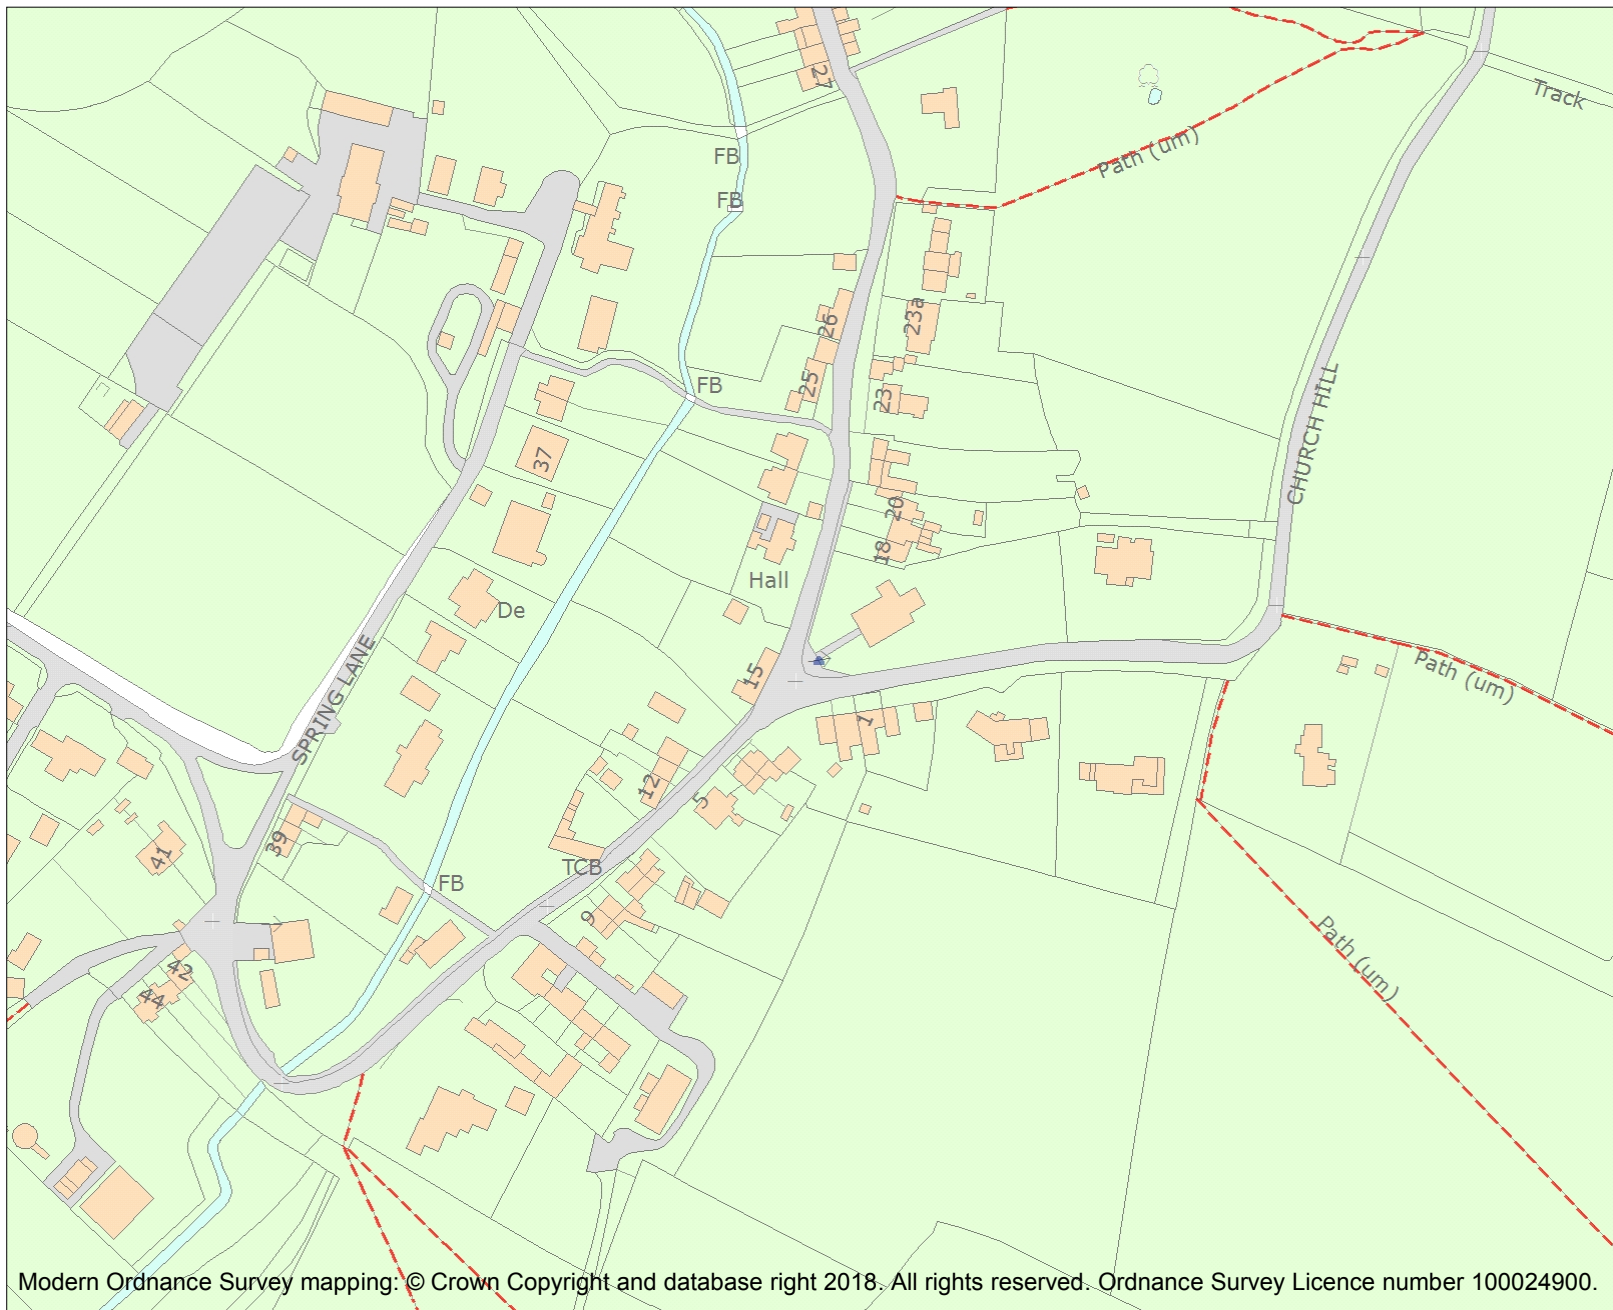 27
Track
FB
Path (um)
FB
26
23a
FB
25
23
CHURCH HILL
37
20
18
Hall
De
SPRING LANE
15
Path (um)
1
12
5
39
41
TCB
FB
9
Path (um)
42
44
Modern Ordnance Survey mapping: © Crown Copyright and database right 2018. All rights reserved. Ordnance Survey Licence number 100024900.